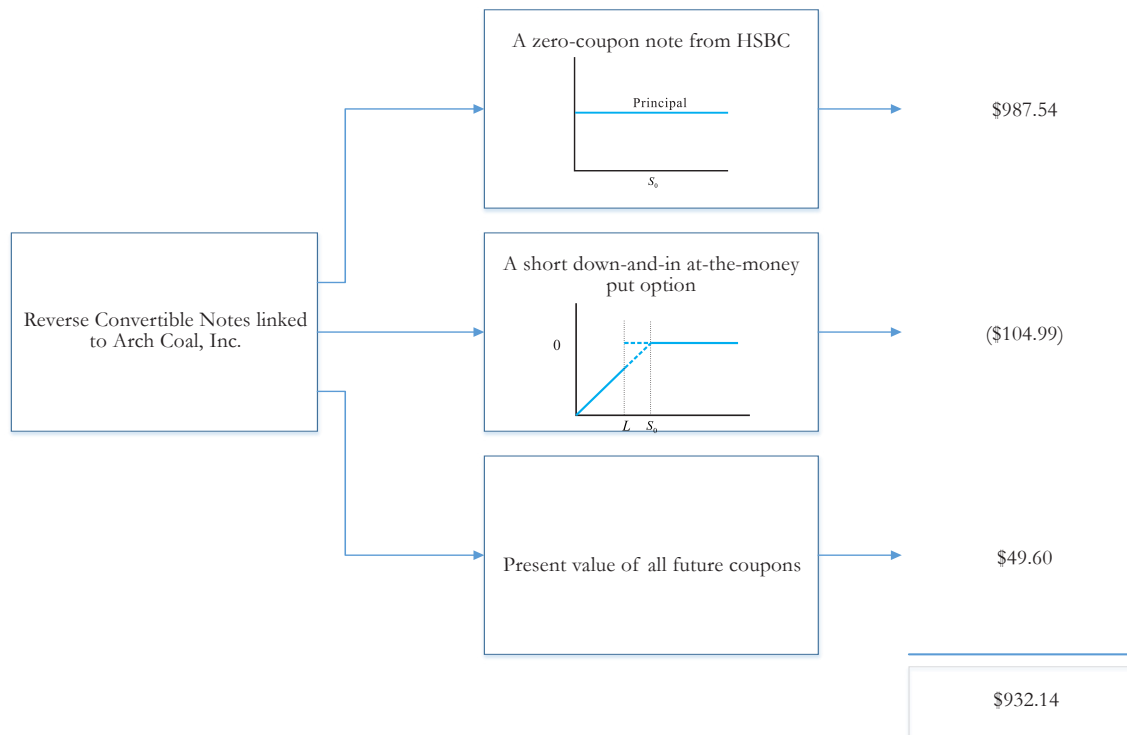 A zero-coupon note from HSBC
Principal
S0
$987.54
Reverse Convertible Notes linked
to Arch Coal, Inc.
A short down-and-in at-the-money
put option
0
L
S0
($104.99)
Present value of all future coupons
$49.60
$932.14